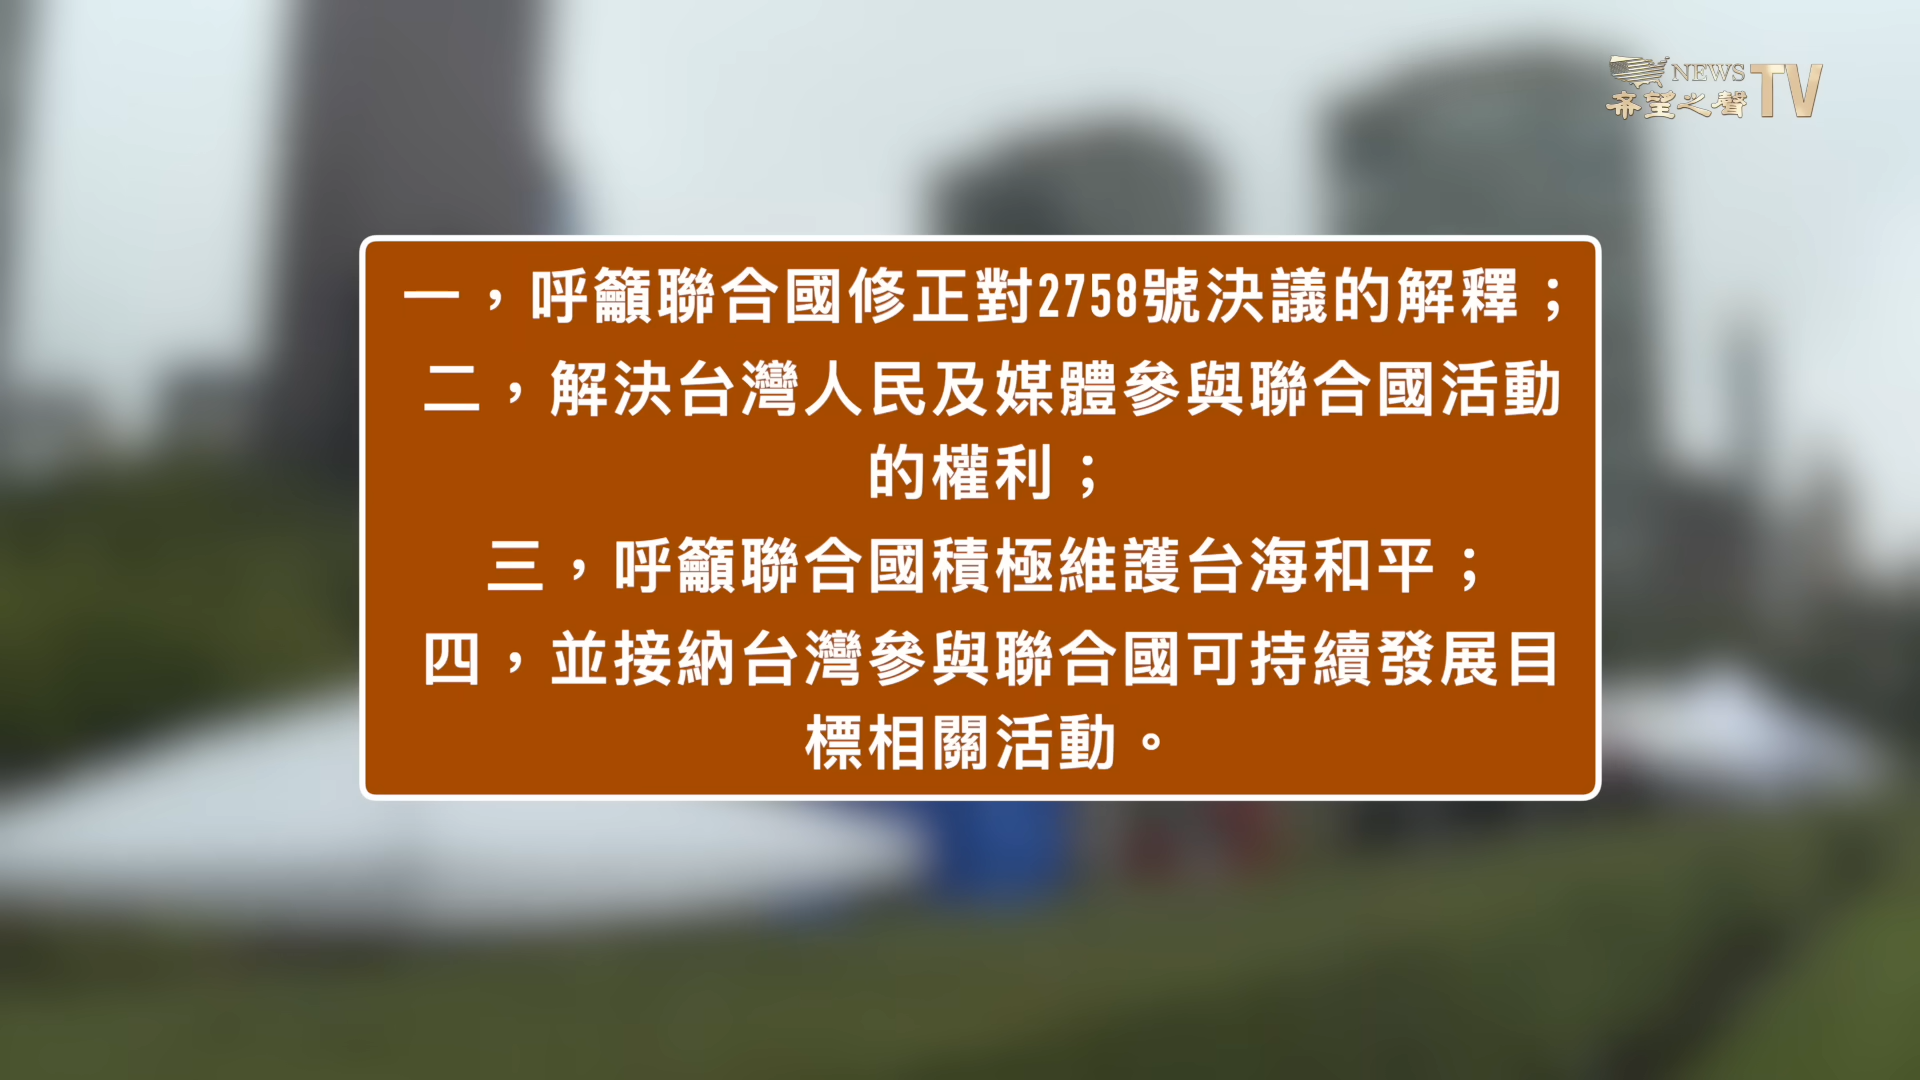 NEWS
希望之聲TV
一，呼籲聯合國修正對2758號決議的解釋；
二，解決台灣人民及媒體參與聯合國活動
的權利；
三，呼籲聯合國積極維護台海和平；
四，並接納台灣參與聯合國可持續發展目
標相關活動。